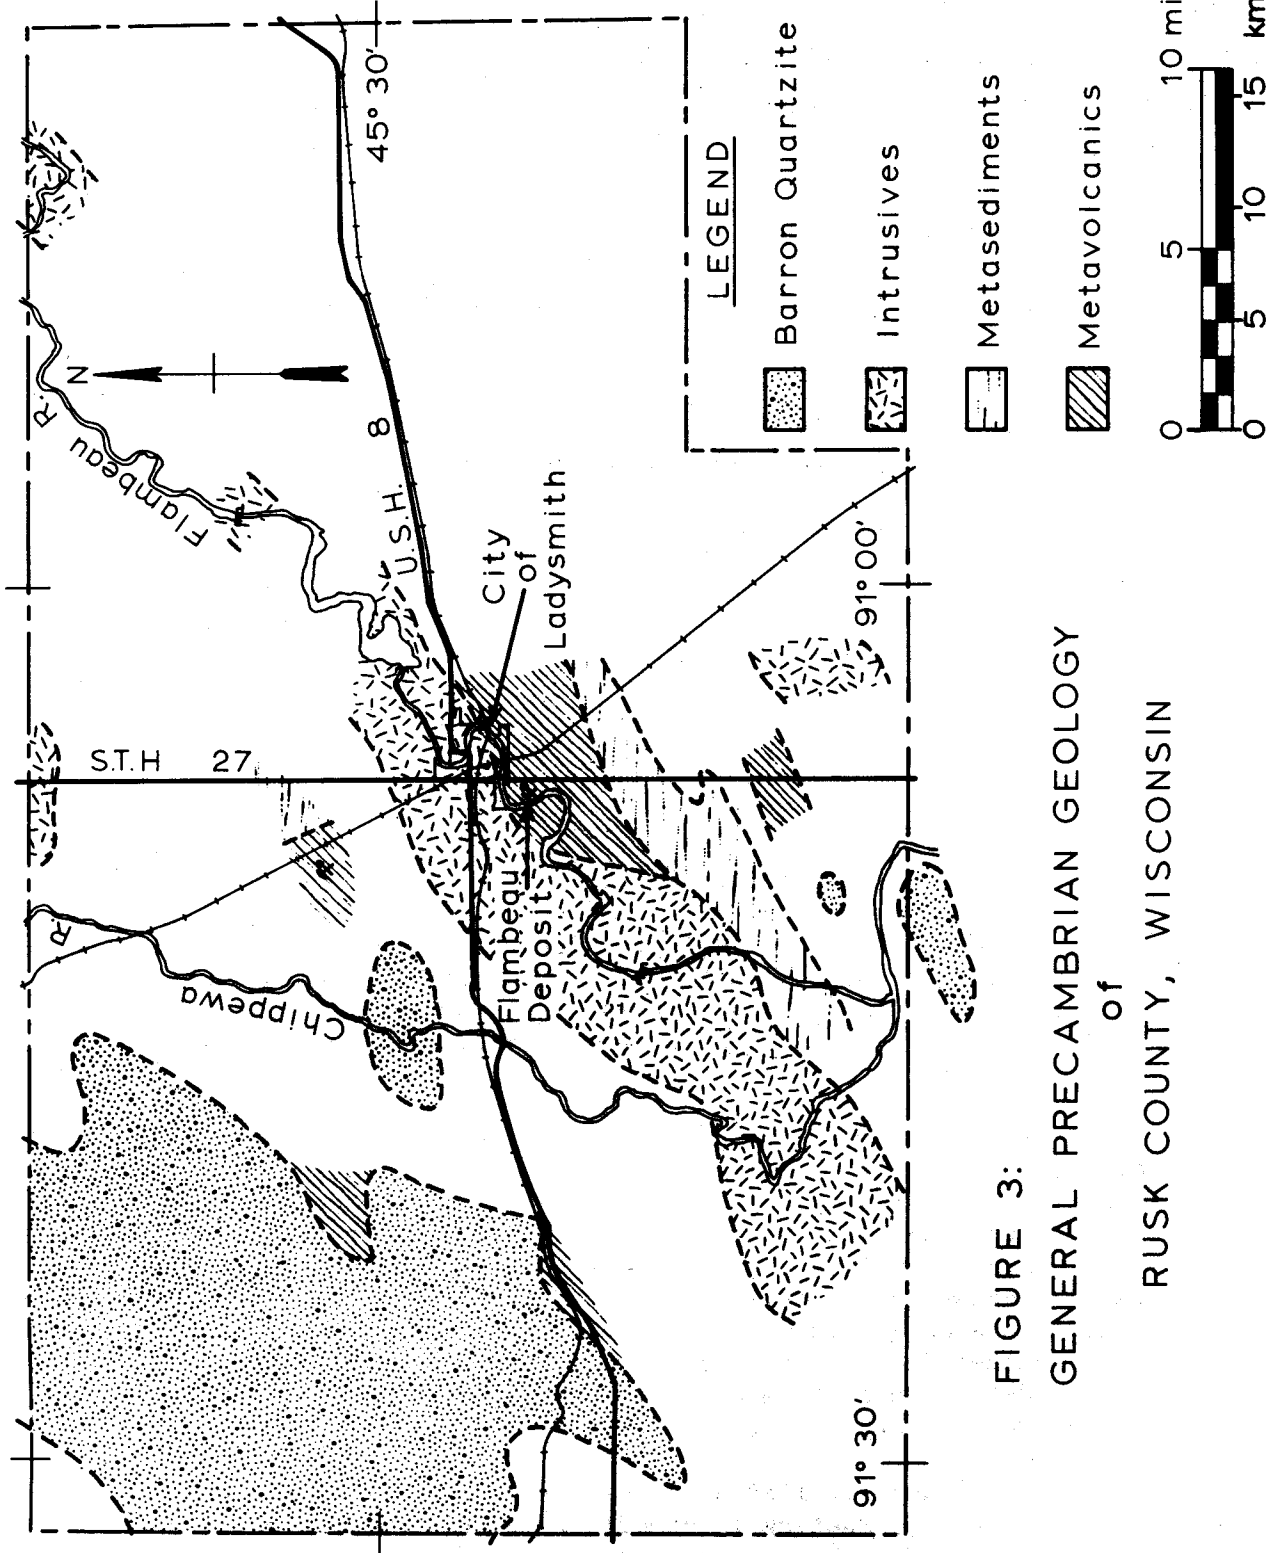 N
Flambeau R.
Chippewa R
S.T.H 27
U.S.H. 8
45° 30'
City
of
Ladysmith
Flambeau
Deposit
91° 30'
91° 00'
LEGEND
Barron Quartzite
Intrusives
Metasediments
Metavolcanics
0 5 10 mi
0 5 10 15 km
FIGURE 3:
GENERAL PRECAMBRIAN GEOLOGY
of
RUSK COUNTY, WISCONSIN